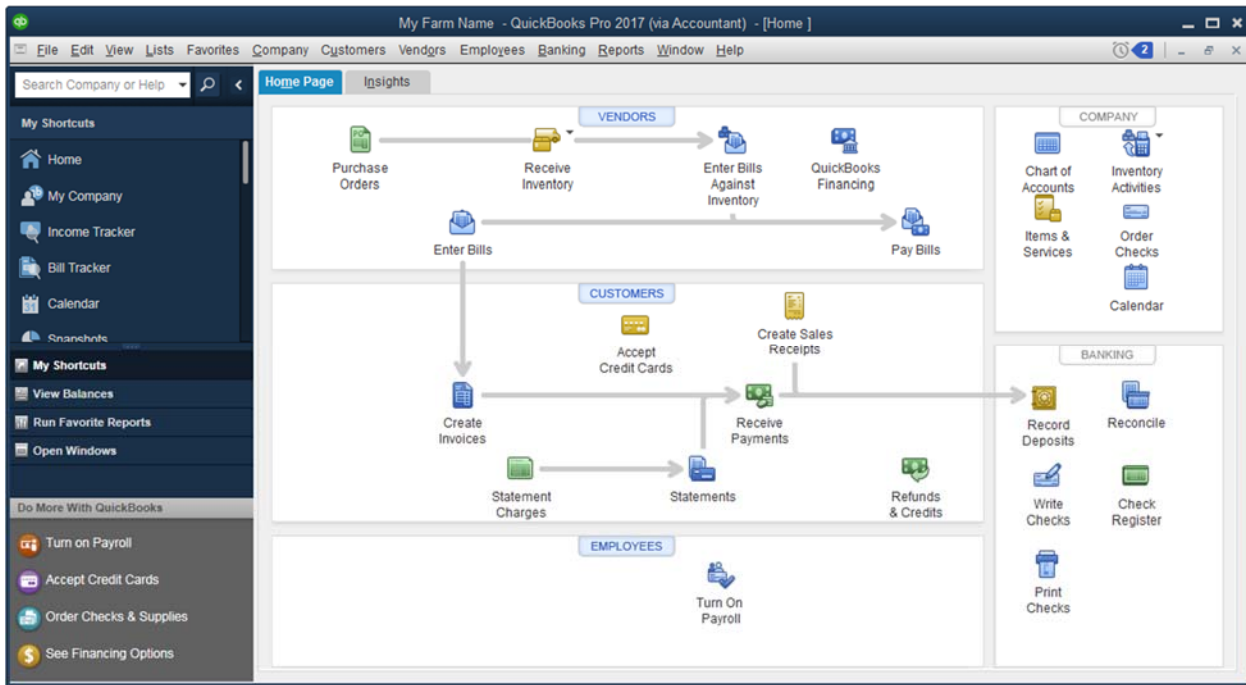 My Farm Name - QuickBooks Pro 2017 (via Accountant) - [Home ]
File Edit View Lists Favorites Company Customers Vendors Employees Banking Reports Window Help
2
Search Company or Help
My Shortcuts
Home
My Company
Income Tracker
Bill Tracker
Calendar
Snapshots
My Shortcuts
View Balances
Run Favorite Reports
Open Windows
Do More With QuickBooks
Turn on Payroll
Accept Credit Cards
Order Checks & Supplies
See Financing Options
Home Page
Insights
VENDORS
Purchase
Orders
Receive
Inventory
Enter Bills
Against
Inventory
QuickBooks
Financing
Enter Bills
Pay Bills
CUSTOMERS
Accept
Credit Cards
Create Sales
Receipts
Create
Invoices
Receive
Payments
Statement
Charges
Statements
Refunds
& Credits
EMPLOYEES
Turn On
Payroll
COMPANY
Chart of
Accounts
Inventory
Activities
Items &
Services
Order
Checks
Calendar
BANKING
Record
Deposits
Reconcile
Write
Checks
Check
Register
Print
Checks